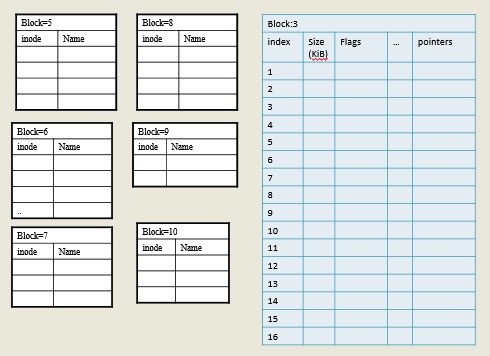 Block=5
inode Name
Block=8
inode Name
Block=6
inode Name
..
Block=9
inode Name
Block=7
inode Name
Block=10
inode Name
Block:3
index Size (KiB) Flags ... pointers
1
2
3
4
5
6
7
8
9
10
11
12
13
14
15
16